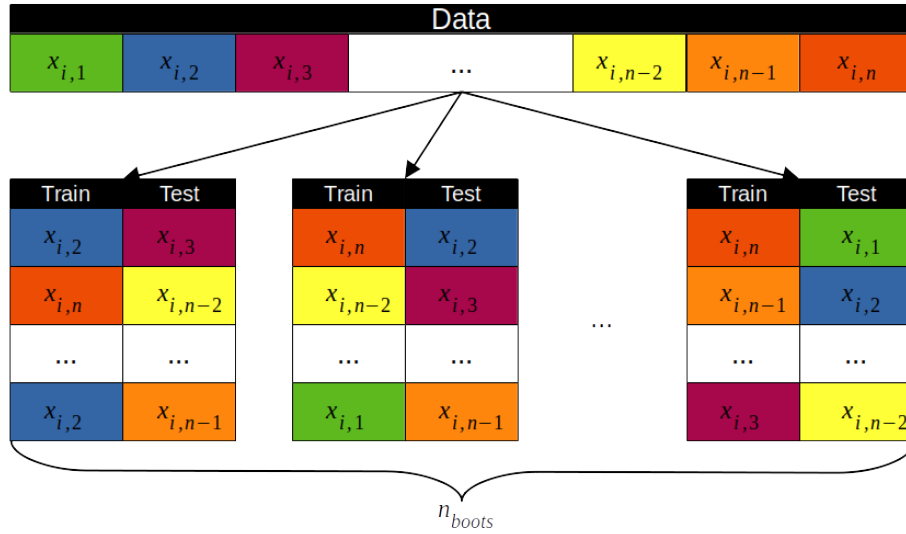 Data
x_{i,1} x_{i,2} x_{i,3} ... x_{i,n−2} x_{i,n−1} x_{i,n}
Train Test Train Test Train Test
x_{i,2} x_{i,3} x_{i,n} x_{i,2} x_{i,n} x_{i,1}
x_{i,n} x_{i,n−2} x_{i,n−2} x_{i,3} x_{i,n−1} x_{i,2}
...
... ... ... ... ... ...
x_{i,2} x_{i,n−1} x_{i,1} x_{i,n−1} x_{i,3} x_{i,n−2}
n_{boots}